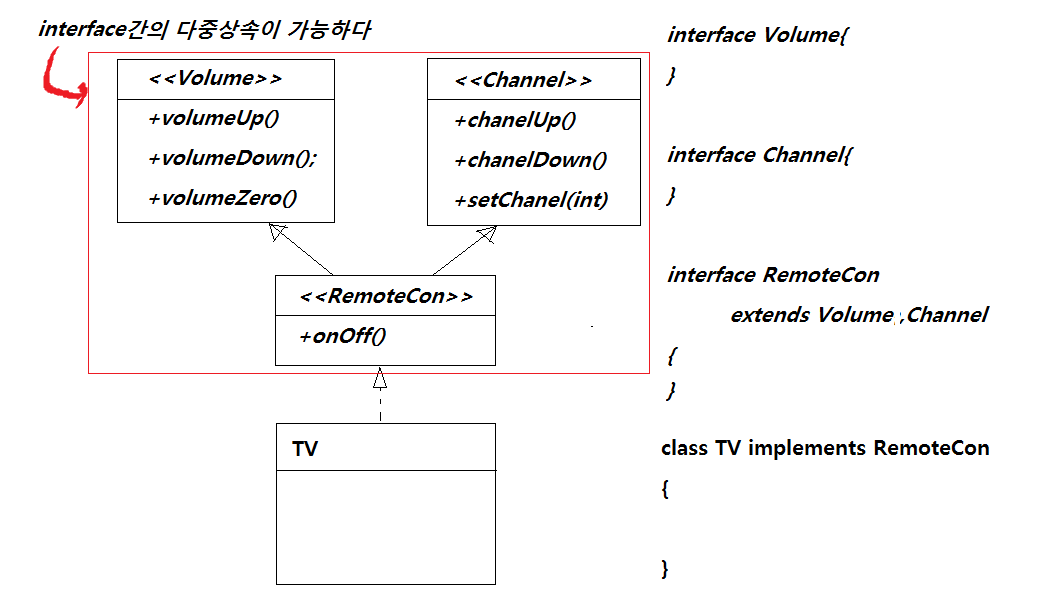 interface간의 다중상속이 가능하다
<<Volume>>
+volumeUp()
+volumeDown();
+volumeZero()
<<Channel>>
+chanelUp()
+chanelDown()
+setChanel(int)
<<RemoteCon>>
+onOff()
TV
interface Volume{
}
interface Channel{
}
interface RemoteCon
extends Volume,Channel
{
}
class TV implements RemoteCon
{
}